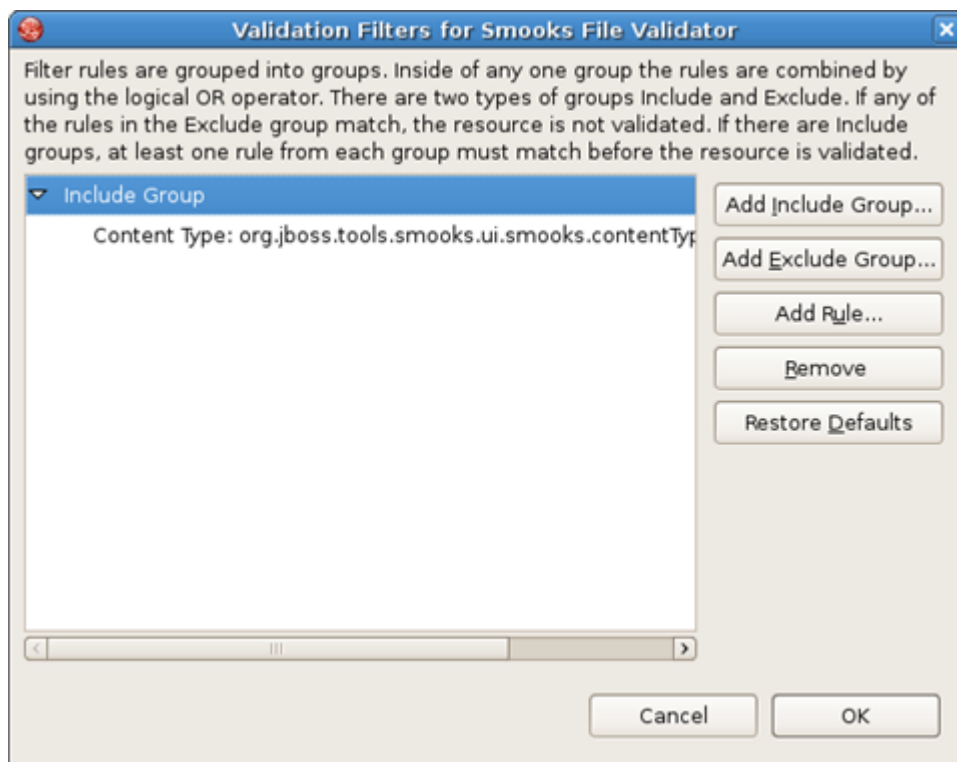 Validation Filters for Smooks File Validator
Filter rules are grouped into groups. Inside of any one group the rules are combined by
using the logical OR operator. There are two types of groups Include and Exclude. If any of
the rules in the Exclude group match, the resource is not validated. If there are Include
groups, at least one rule from each group must match before the resource is validated.
Include Group
Content Type: org.jboss.tools.smooks.ui.smooks.contentTyp
Add Include Group...
Add Exclude Group...
Add Rule...
Remove
Restore Defaults
Cancel
OK